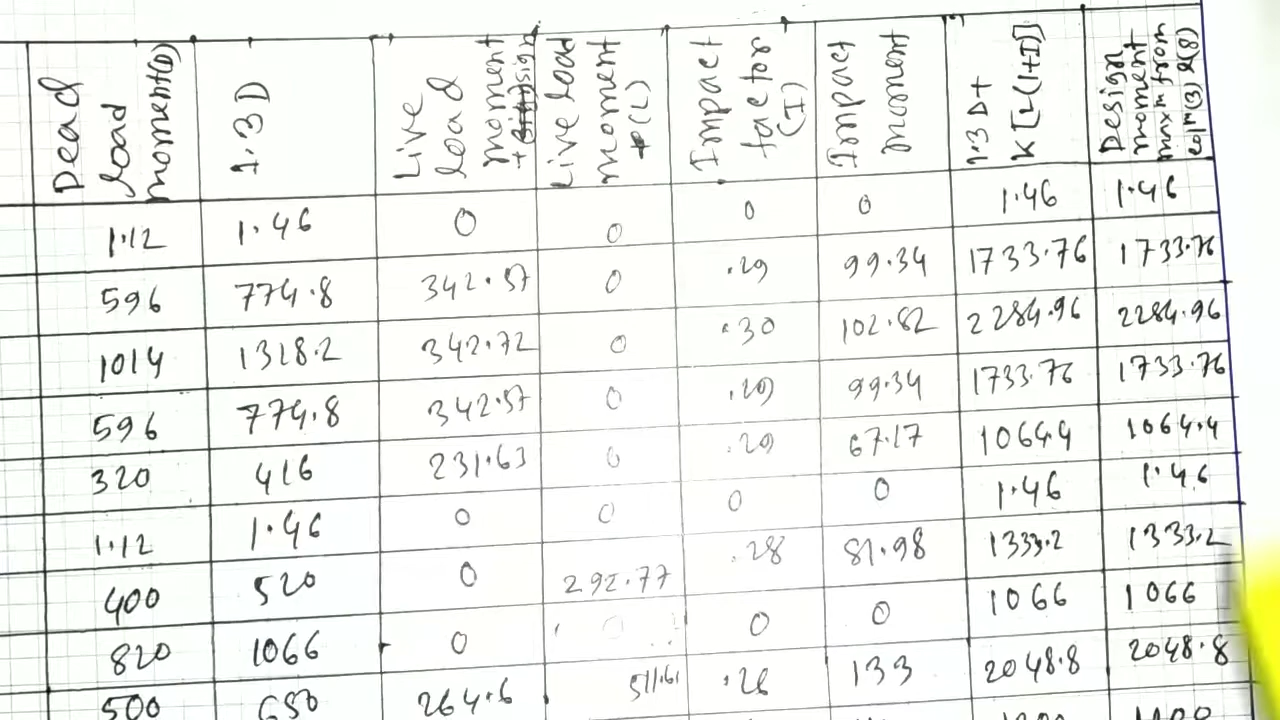 Dead load moment(D) 1.3D Live load moment + sign Live load moment (L) Impact factor (I) Impact moment 1.3D+ K[L(1+I)] Design moment maxm from colm(3) &(8)
1.12 1.46 0 0 0 0 1.46 1.46
596 774.8 342.57 0 .29 99.34 1733.76 1733.76
1014 1318.2 342.72 0 .30 102.82 2284.96 2284.96
596 774.8 342.57 0 .29 99.34 1733.76 1733.76
320 416 231.63 0 .29 67.17 1064.4 1064.4
1.12 1.46 0 0 0 0 1.46 1.46
400 520 0 292.77 .28 81.98 1333.2 1333.2
820 1066 0 0 0 1066 1066
500 650 264.6 511.61 .26 133 2048.8 2048.8